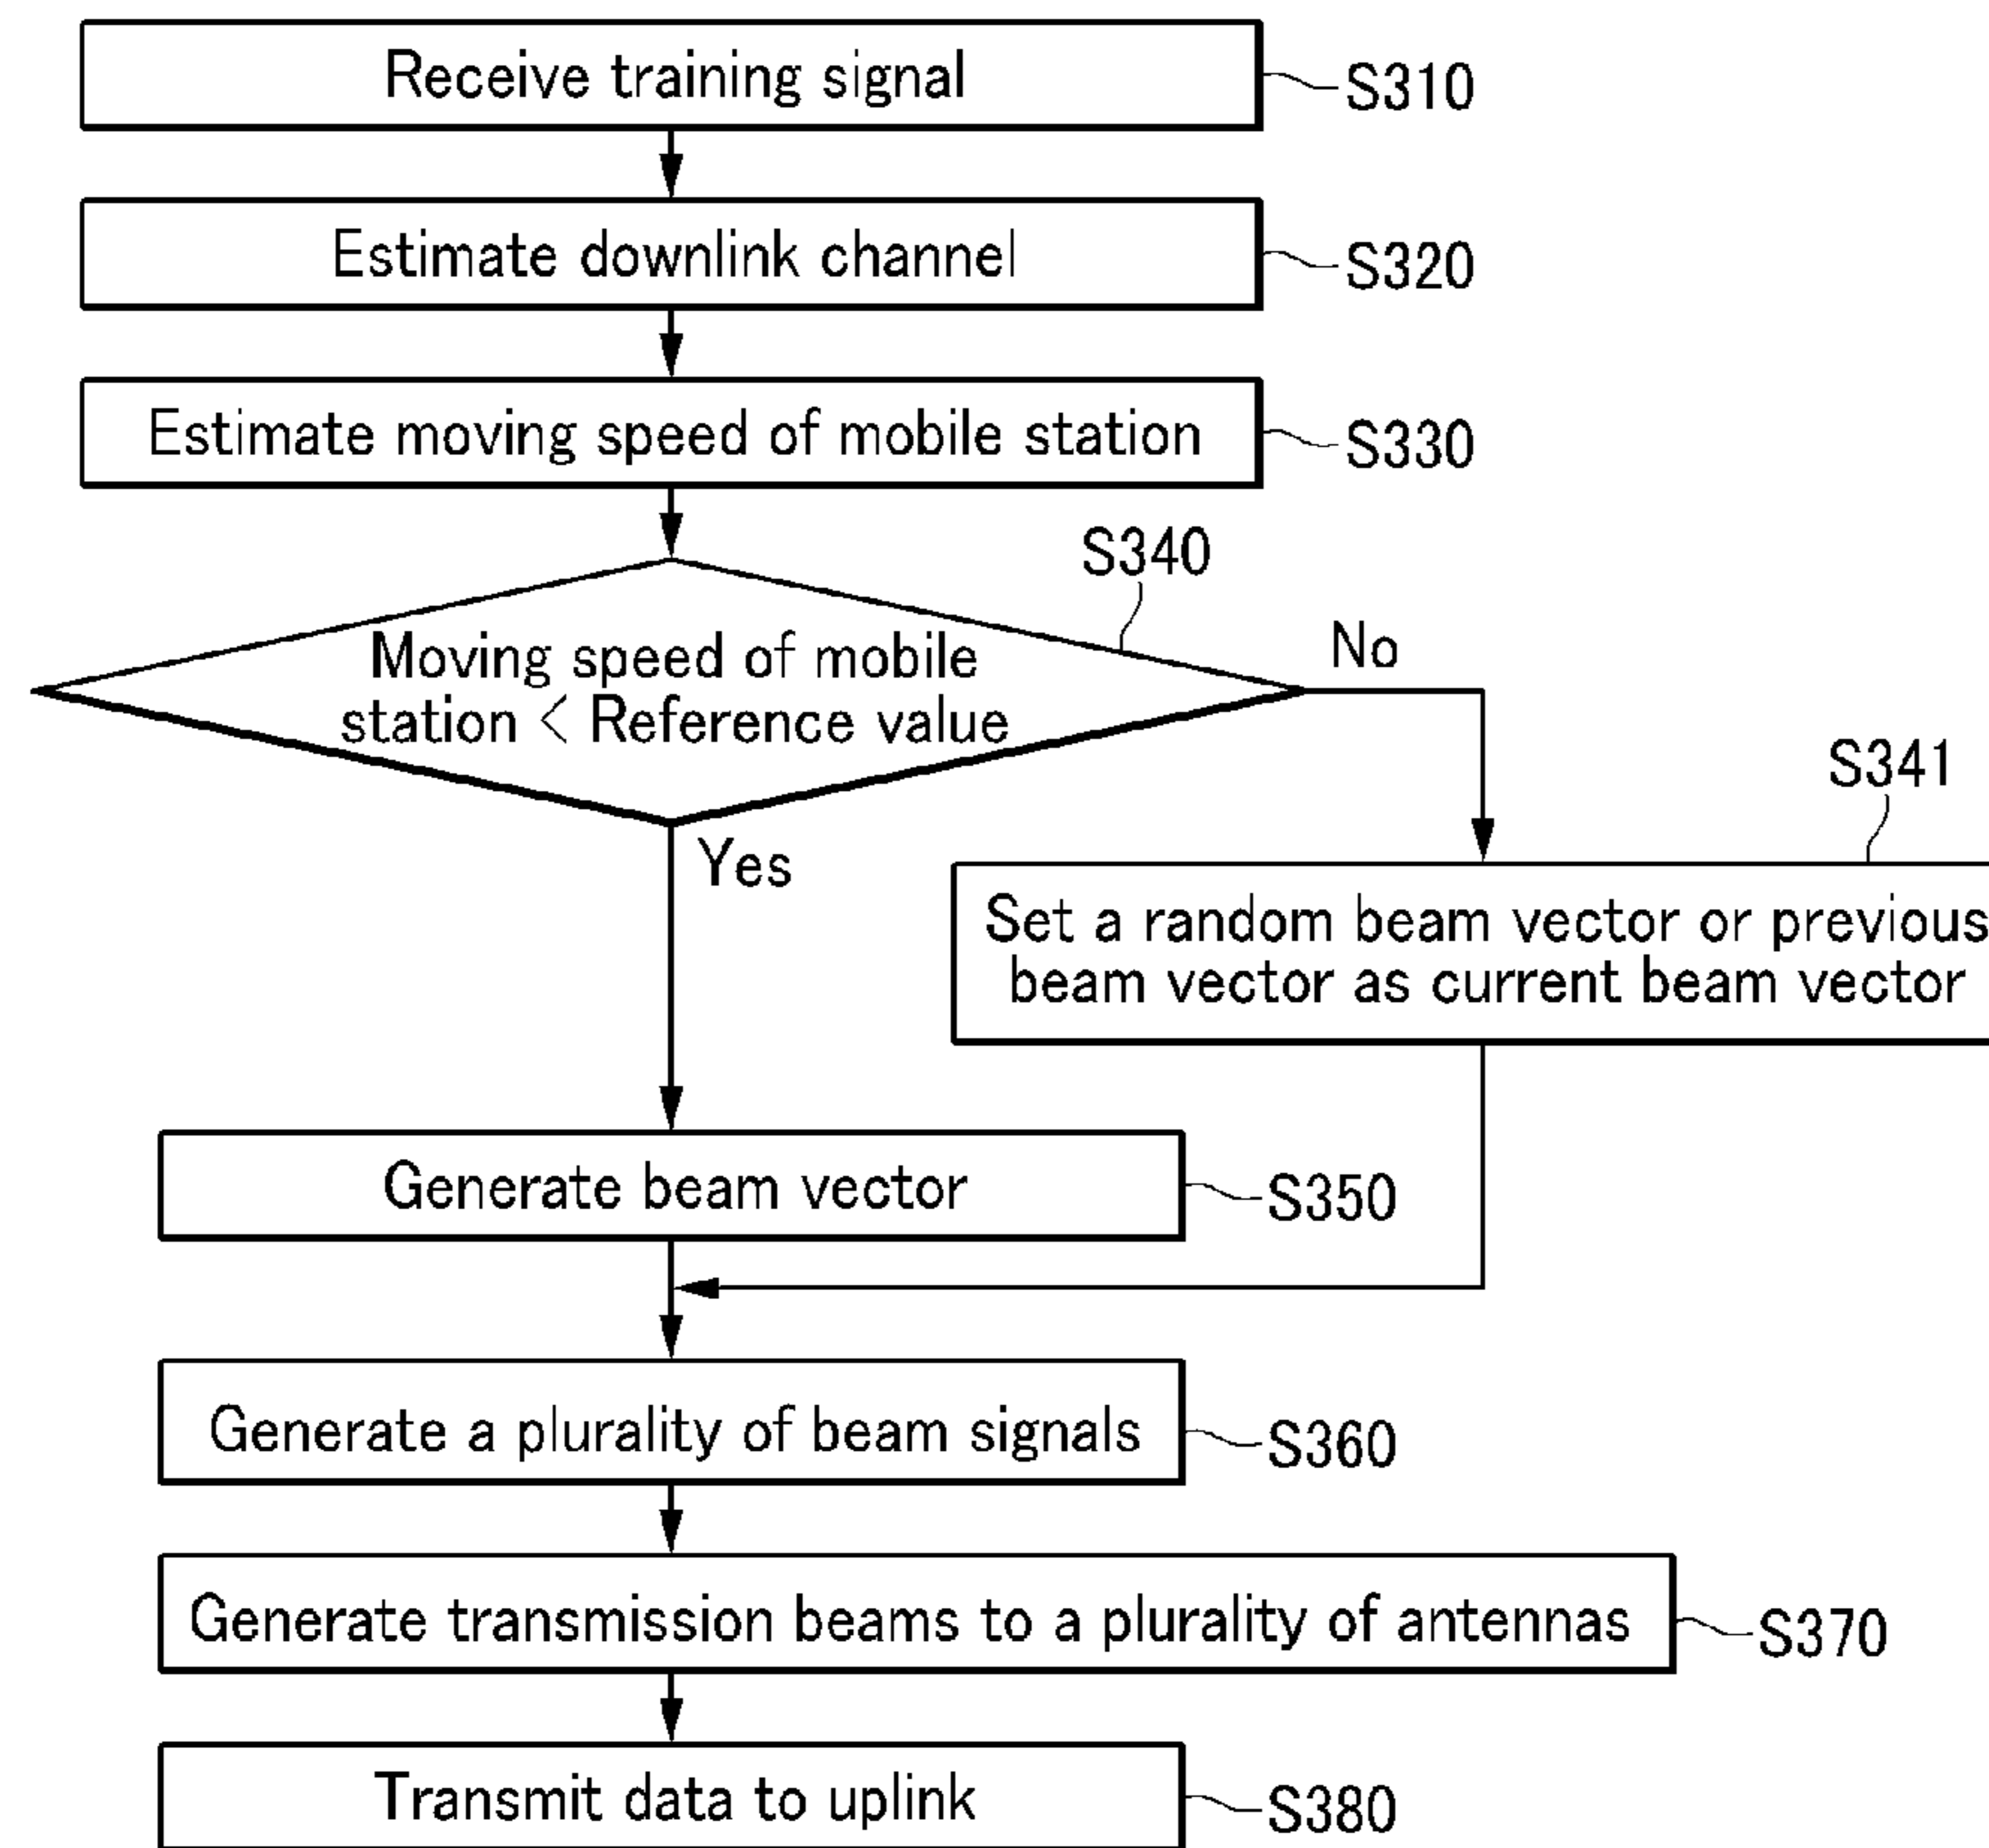 Receive training signal
S310
Estimate downlink channel
S320
Estimate moving speed of mobile station
S330
S340
Moving speed of mobile
station < Reference value
No
Yes
S341
Set a random beam vector or previous
beam vector as current beam vector
Generate beam vector
S350
Generate a plurality of beam signals
S360
Generate transmission beams to a plurality of antennas
S370
Transmit data to uplink
S380